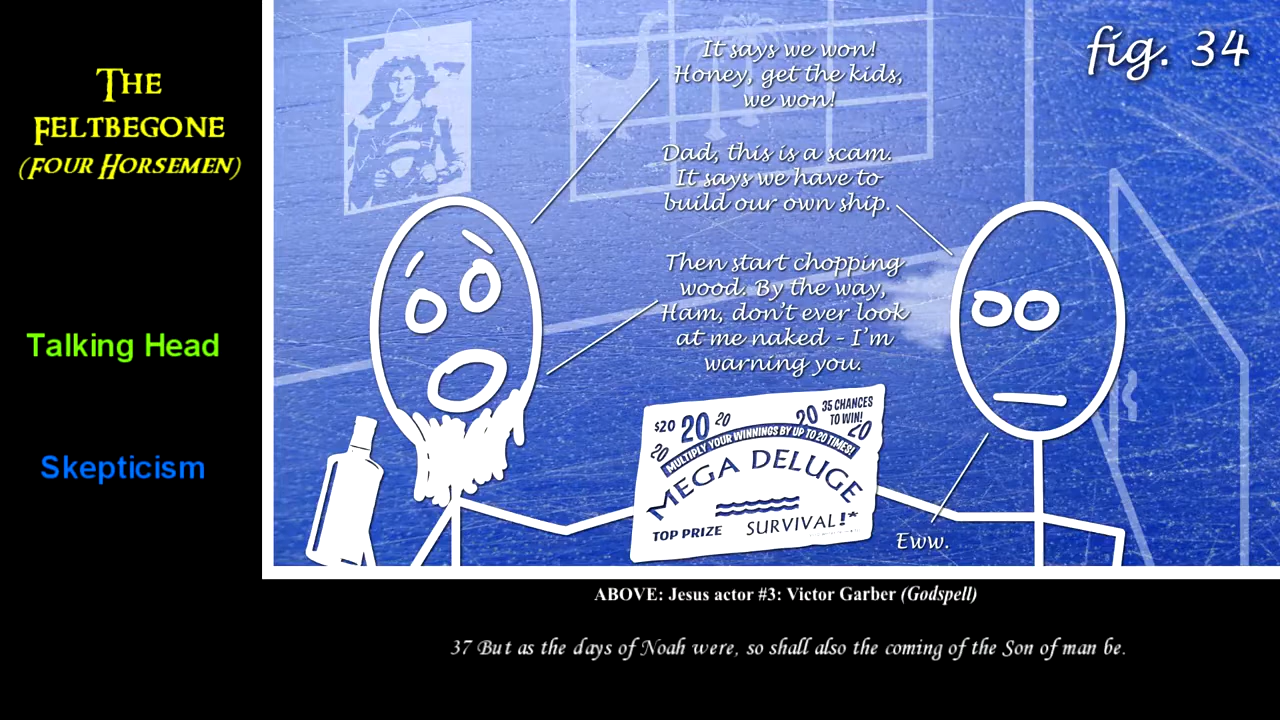 The
Feltbegone
(Four Horsemen)
Talking Head
Skepticism
fig. 34
It says we won!
Honey, get the kids,
we won!
Dad, this is a scam.
It says we have to
build our own ship.
Then start chopping
wood. By the way,
Ham, don't ever look
at me naked – I'm
warning you.
$20 20 20 20 35 CHANCES
TO WIN!
20 20
MULTIPLY YOUR WINNINGS BY UP TO 20 TIMES!
MEGA DELUGE
TOP PRIZE SURVIVAL!*
Eww.
ABOVE: Jesus actor #3: Victor Garber (Godspell)
37 But as the days of Noah were, so shall also the coming of the Son of man be.